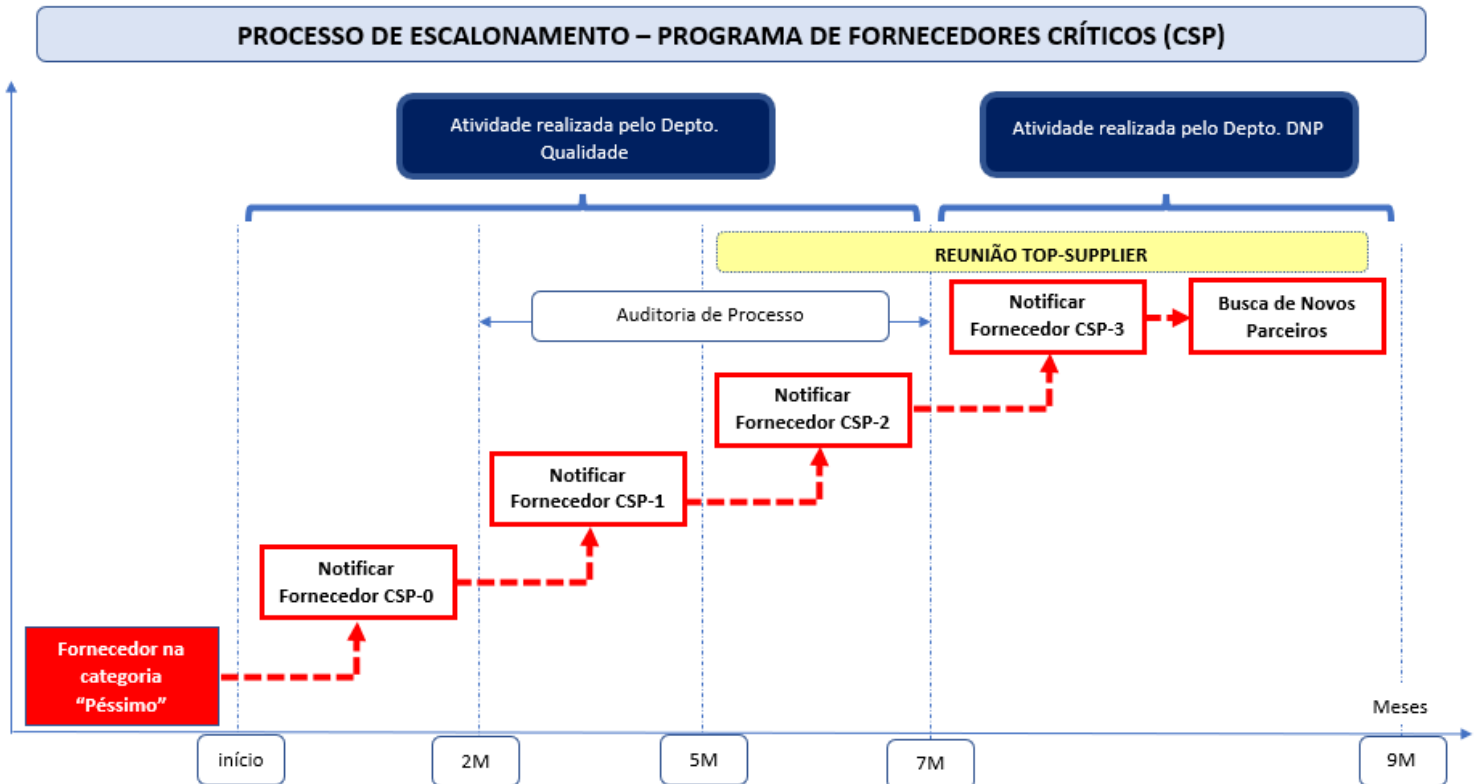 PROCESSO DE ESCALONAMENTO – PROGRAMA DE FORNECEDORES CRÍTICOS (CSP)
Atividade realizada pelo Depto.
Qualidade
Atividade realizada pelo Depto. DNP
REUNIÃO TOP-SUPPLIER
Auditoria de Processo
Notificar
Fornecedor CSP-3
Busca de Novos
Parceiros
Notificar
Fornecedor CSP-2
Notificar
Fornecedor CSP-1
Notificar
Fornecedor CSP-0
Fornecedor na
categoria
“Péssimo”
Meses
início
2M
5M
7M
9M